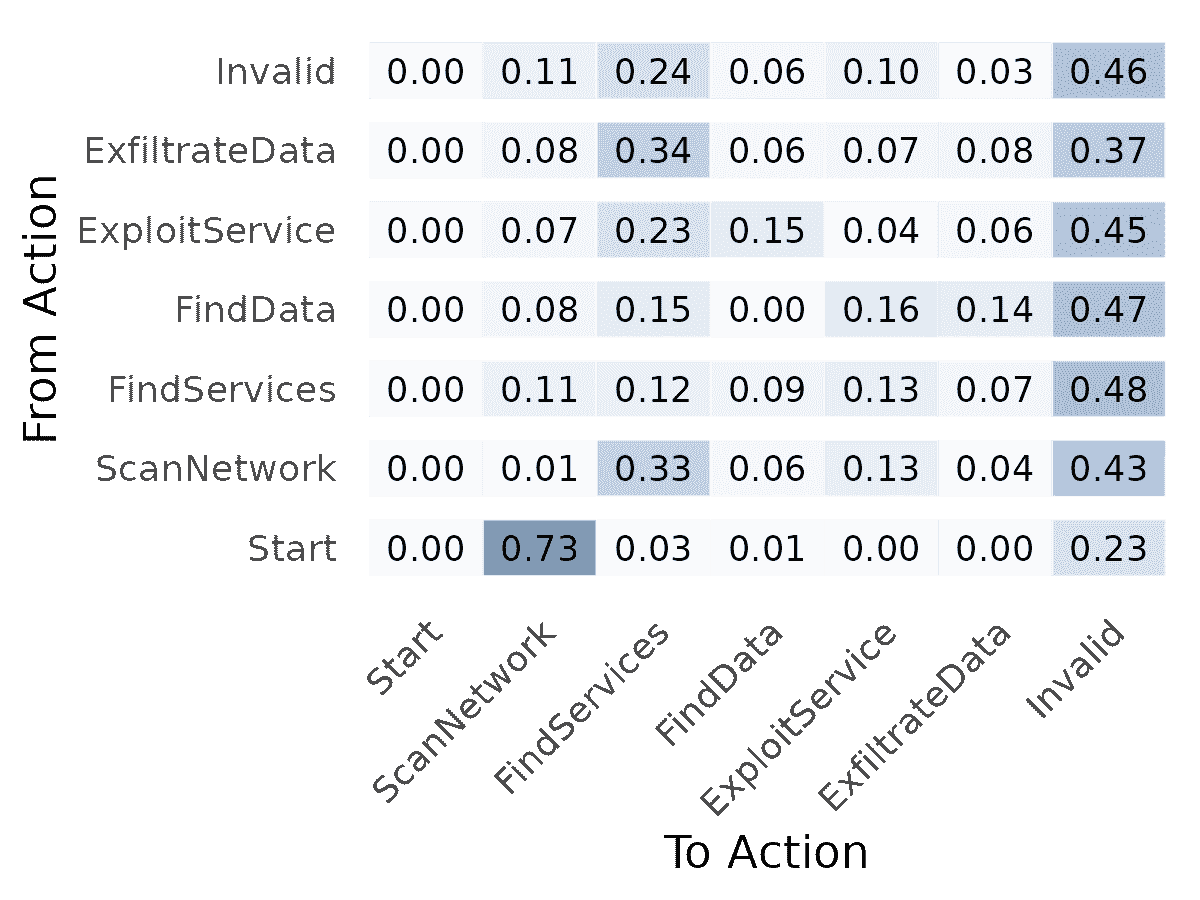 Invalid 0.00 0.11 0.24 0.06 0.10 0.03 0.46
ExfiltrateData 0.00 0.08 0.34 0.06 0.07 0.08 0.37
ExploitService 0.00 0.07 0.23 0.15 0.04 0.06 0.45
FindData 0.00 0.08 0.15 0.00 0.16 0.14 0.47
FindServices 0.00 0.11 0.12 0.09 0.13 0.07 0.48
ScanNetwork 0.00 0.01 0.33 0.06 0.13 0.04 0.43
Start 0.00 0.73 0.03 0.01 0.00 0.00 0.23
From Action
Start
ScanNetwork
FindServices
FindData
ExploitService
ExfiltrateData
Invalid
To Action